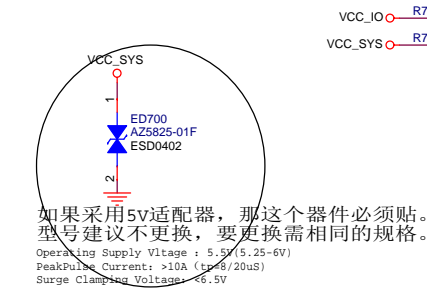 VCC_IO
R7
VCC_SYS
R7
VCC_SYS
1
ED700
AZ5825-01F
ESD0402
2
如果采用5V适配器，那这个器件必须贴。
型号建议不更换，要更换需相同的规格。
Operating Supply Vltage : 5.5V(5.25-6V)
PeakPulse Current: >10A (tp=8/20uS)
Surge Clamping Voltage: <6.5V